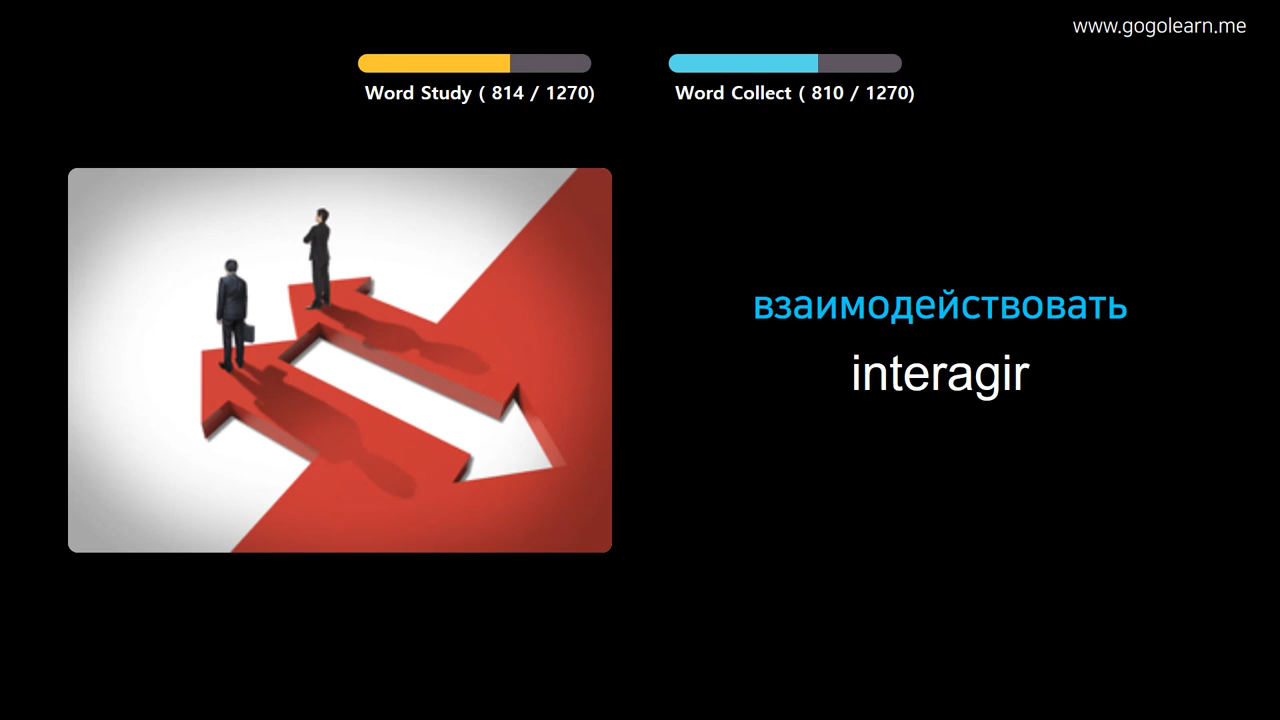 www.gogolearn.me
Word Study ( 814 / 1270)
Word Collect ( 810 / 1270)
взаимодействовать
interagir